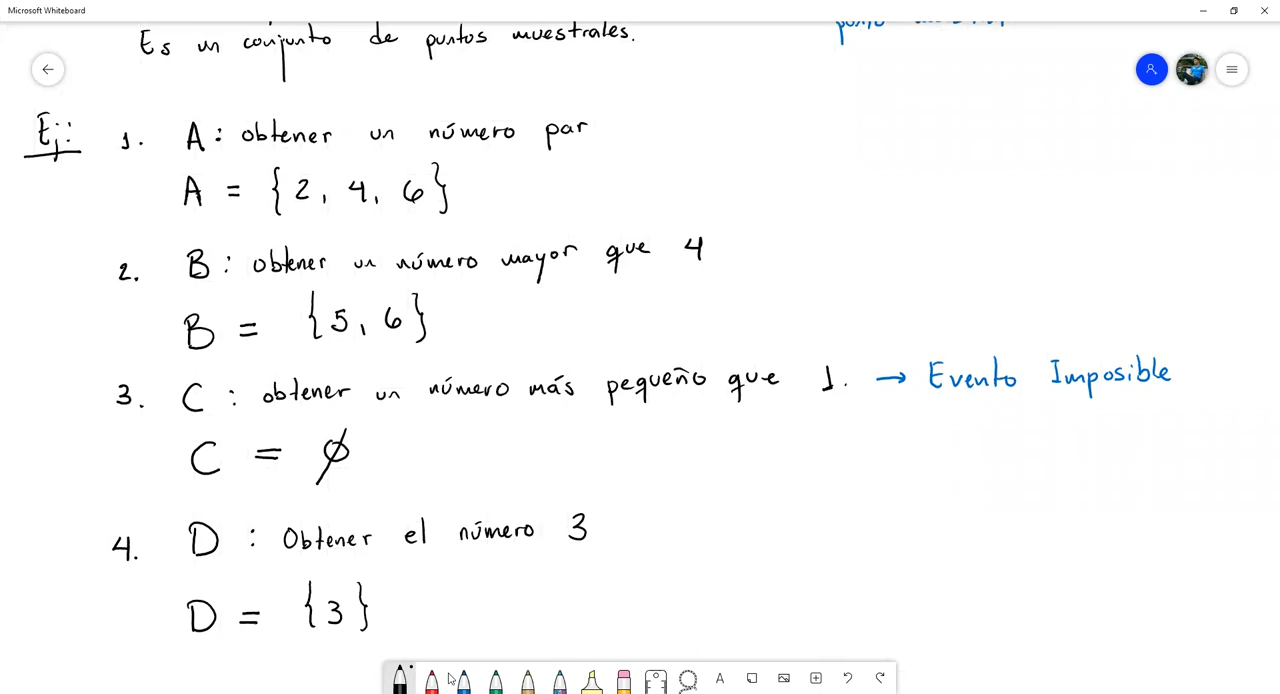 Microsoft Whiteboard
Es un conjunto de puntos muestrales.
Ej:
1. A: obtener un número par
A = {2, 4, 6}
2. B: obtener un número mayor que 4
B = {5, 6}
3. C: obtener un número más pequeño que 1. → Evento Imposible
C = ∅
4. D: Obtener el número 3
D = {3}